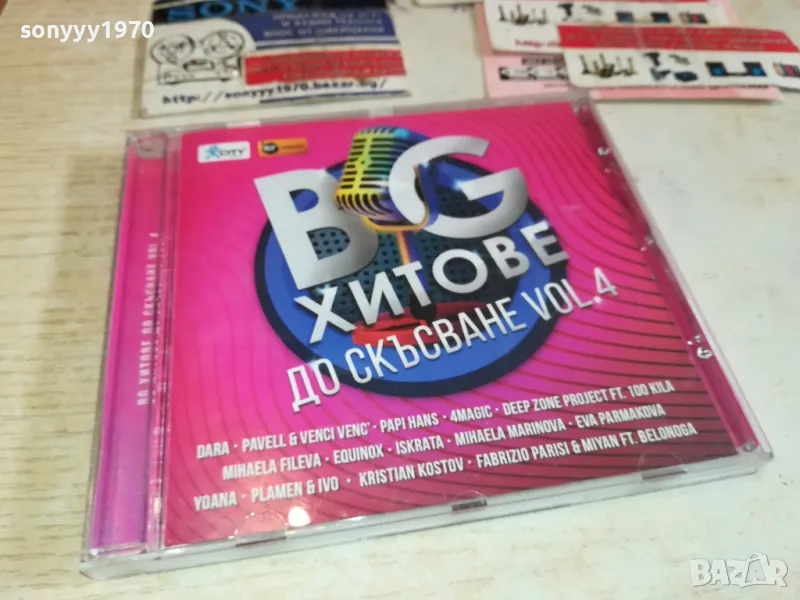 sonyyy1970
SONY
http://sonyyy1970.bazar.bg/
CITY
BG
ХИТОВЕ
ДО СКЪСВАНЕ VOL.4
DARA · PAVELL & VENCI VENC' · PAPI HANS · 4MAGIC · DEEP ZONE PROJECT FT. 100 KILA
MIHAELA FILEVA · EQUINOX · ISKRATA · MIHAELA MARINOVA · EVA PARMAKOVA
YOANA · PLAMEN & IVO · KRISTIAN KOSTOV · FABRIZIO PARISI & MIYAN FT. BELONOGA
BG ХИТОВЕ ДО СКЪСВАНЕ VOL.4
sonyyy1970
BAZAR